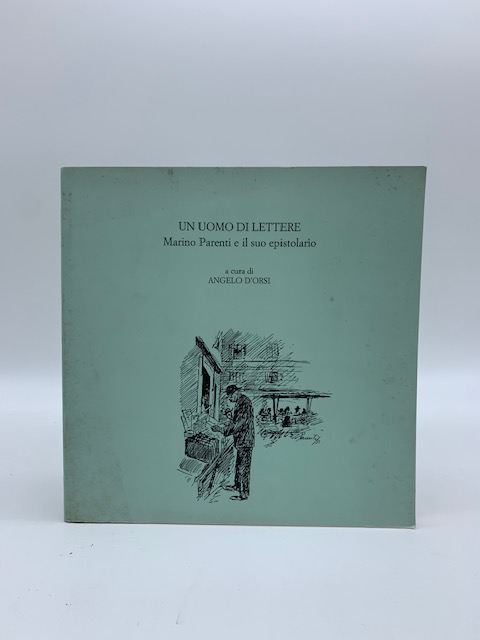 UN UOMO DI LETTERE
Marino Parenti e il suo epistolario
a cura di
ANGELO D'ORSI